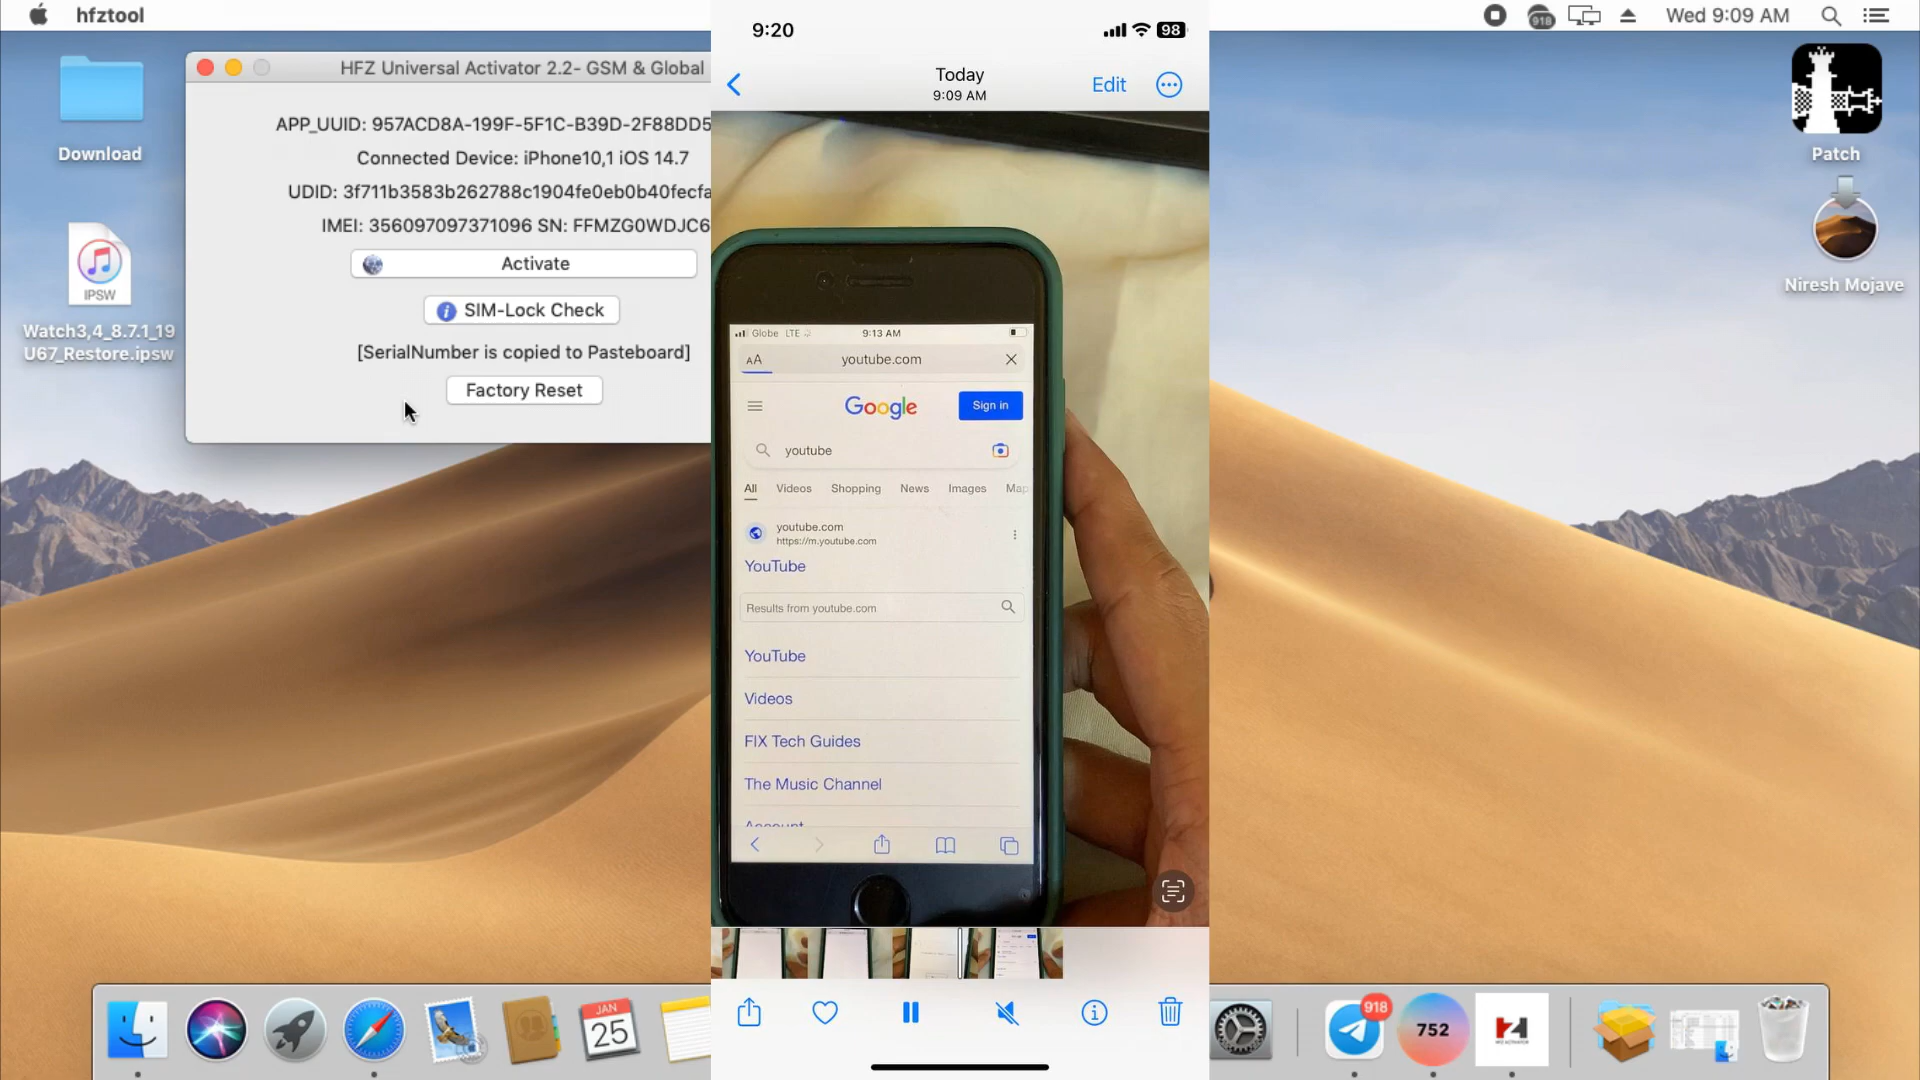 hfztool
918
Wed 9:09 AM
Download
IPSW
Watch3,4_8.7.1_19
U67_Restore.ipsw
HFZ Universal Activator 2.2- GSM & Global
APP_UUID: 957ACD8A-199F-5F1C-B39D-2F88DD5
Connected Device: iPhone10,1 iOS 14.7
UDID: 3f711b3583b262788c1904fe0eb0b40fecfa
IMEI: 356097097371096 SN: FFMZG0WDJC6
Activate
SIM-Lock Check
[SerialNumber is copied to Pasteboard]
Factory Reset
9:20
98
Today
9:09 AM
Edit
Globe LTE
9:13 AM
AA
youtube.com
Google
Sign in
youtube
All Videos Shopping News Images Map
youtube.com
https://m.youtube.com
YouTube
Results from youtube.com
YouTube
Videos
FIX Tech Guides
The Music Channel
Account
Patch
Niresh Mojave
JAN
25
918
752